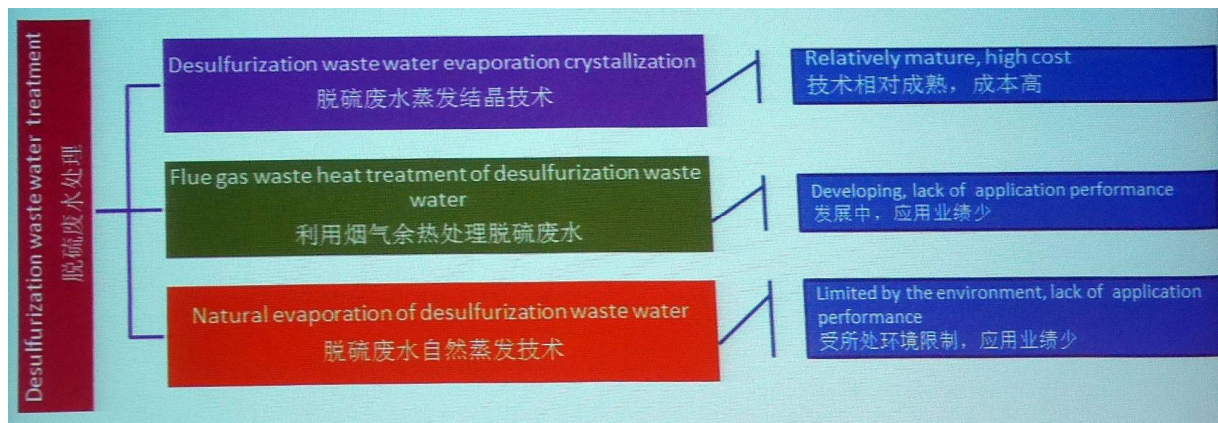 Desulfurization waste water treatment
脱硫废水处理
Desulfurization waste water evaporation crystallization
脱硫废水蒸发结晶技术
Relatively mature, high cost
技术相对成熟，成本高
Flue gas waste heat treatment of desulfurization waste
water
利用烟气余热处理脱硫废水
Developing, lack of application performance
发展中，应用业绩少
Natural evaporation of desulfurization waste water
脱硫废水自然蒸发技术
Limited by the environment, lack of application
performance
受所处环境限制，应用业绩少